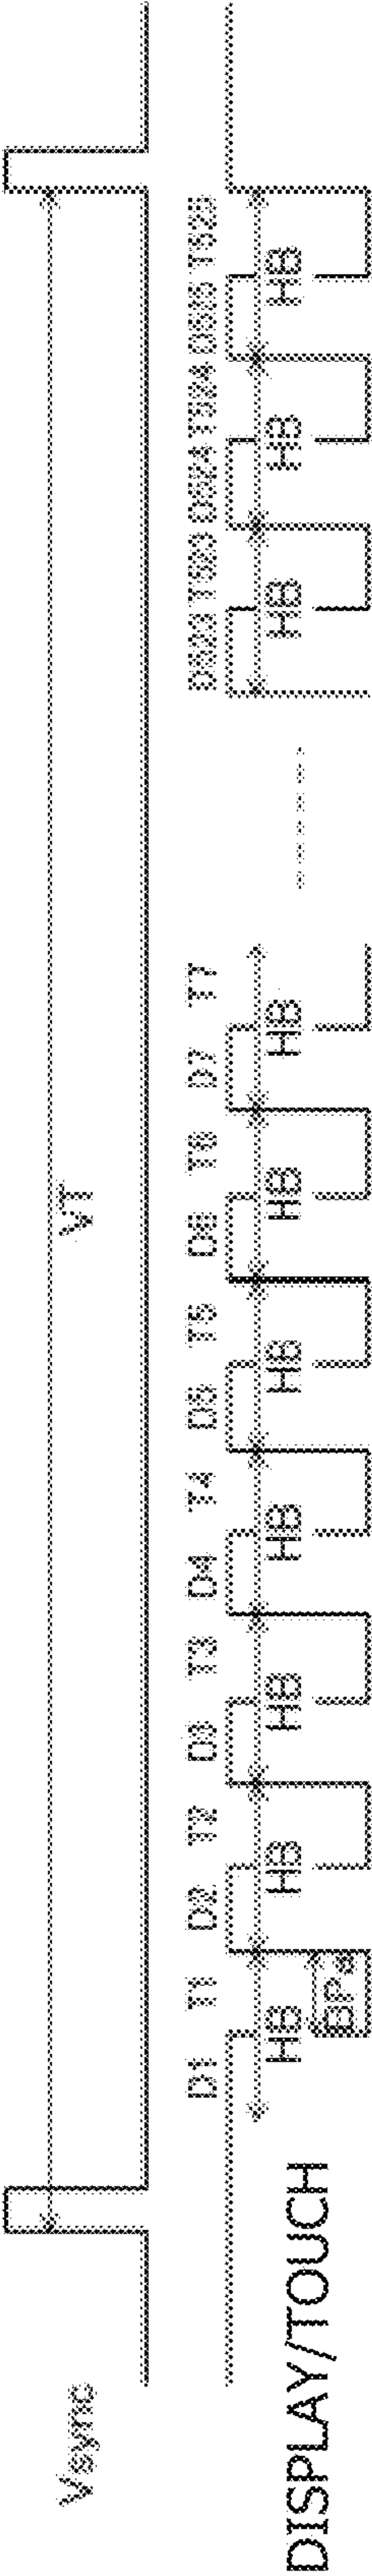 Vsync
VT
D1 T1 D2 T2 D3 T3 D4 T4 D5 T5 D6 T6 D7 T7 D523 T523 D524 T524 D525 T525
HB HB HB HB HB HB HB HB HB HB
DISPLAY/TOUCH
BPa